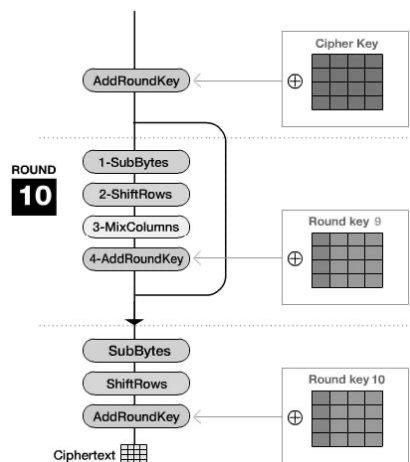 Cipher Key
AddRoundKey
⊕
ROUND
10
1-SubBytes
2-ShiftRows
3-MixColumns
4-AddRoundKey
Round key 9
⊕
SubBytes
ShiftRows
AddRoundKey
Round key 10
⊕
Ciphertext